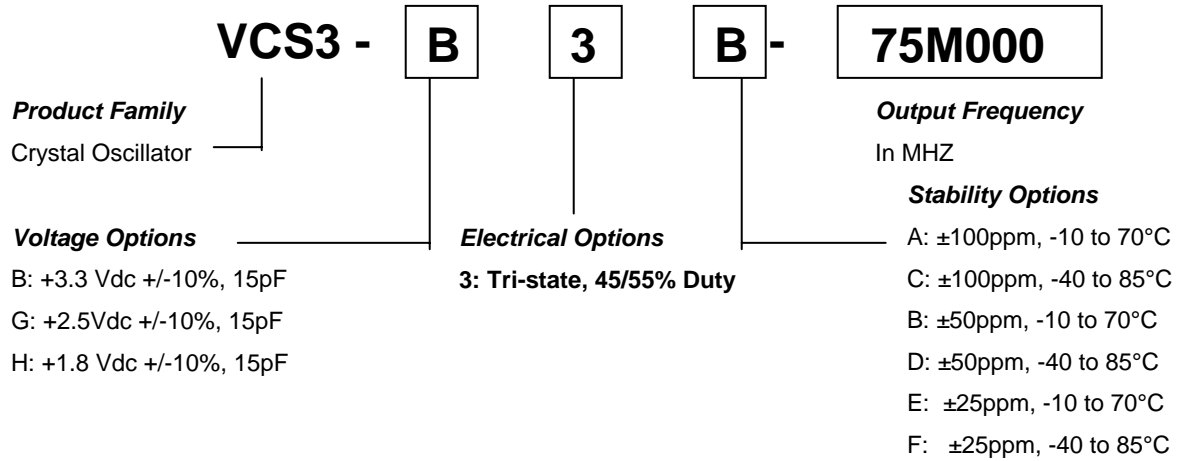 VCS3 - B 3 B - 75M000
Product Family
Crystal Oscillator
Output Frequency
In MHZ
Voltage Options
B: +3.3 Vdc +/-10%, 15pF
G: +2.5Vdc +/-10%, 15pF
H: +1.8 Vdc +/-10%, 15pF
Electrical Options
3: Tri-state, 45/55% Duty
Stability Options
A: ±100ppm, -10 to 70°C
C: ±100ppm, -40 to 85°C
B: ±50ppm, -10 to 70°C
D: ±50ppm, -40 to 85°C
E: ±25ppm, -10 to 70°C
F: ±25ppm, -40 to 85°C